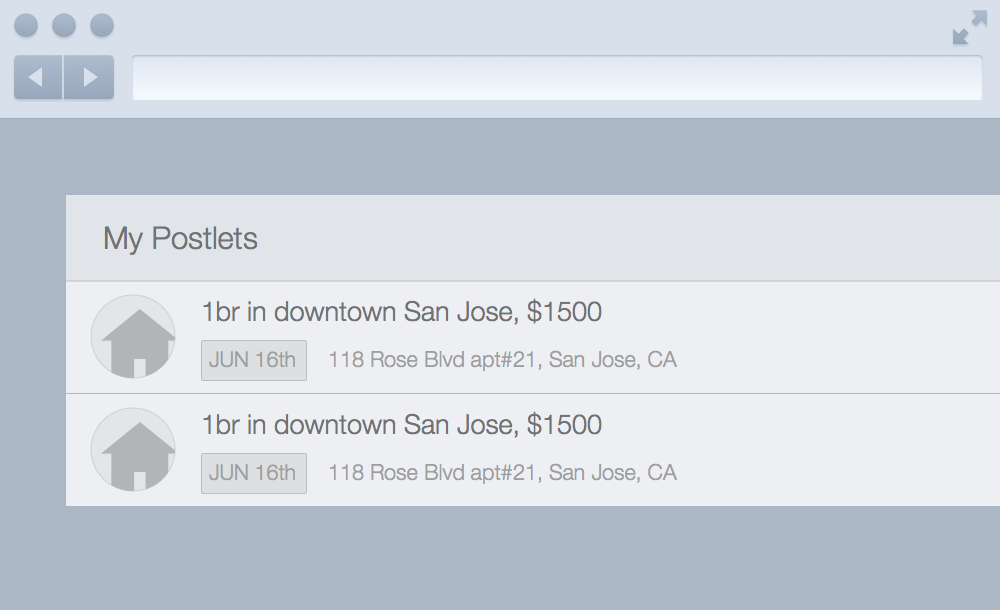 My Postlets
1br in downtown San Jose, $1500
JUN 16th 118 Rose Blvd apt#21, San Jose, CA
1br in downtown San Jose, $1500
JUN 16th 118 Rose Blvd apt#21, San Jose, CA